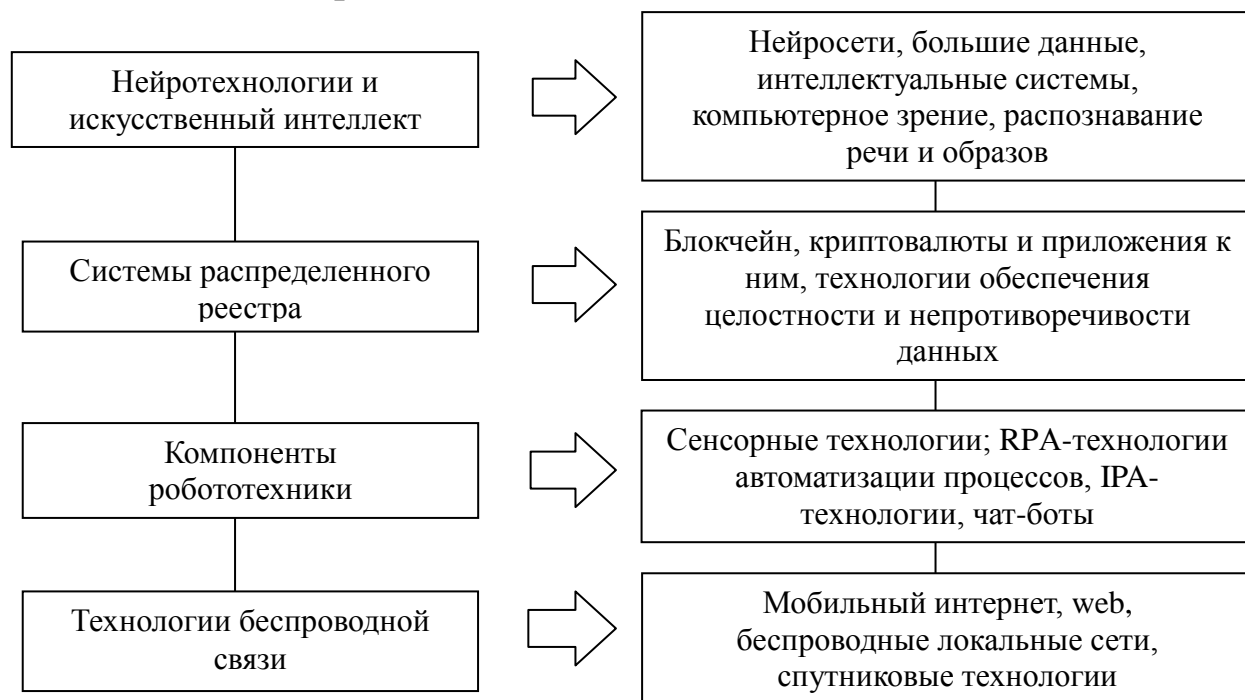 Нейротехнологии и
искусственный интеллект
Нейросети, большие данные,
интеллектуальные системы,
компьютерное зрение, распознавание
речи и образов
Системы распределенного
реестра
Блокчейн, криптовалюты и приложения к
ним, технологии обеспечения
целостности и непротиворечивости
данных
Компоненты
робототехники
Сенсорные технологии; RPA-технологии
автоматизации процессов, IPA-
технологии, чат-боты
Технологии беспроводной
связи
Мобильный интернет, web,
беспроводные локальные сети,
спутниковые технологии